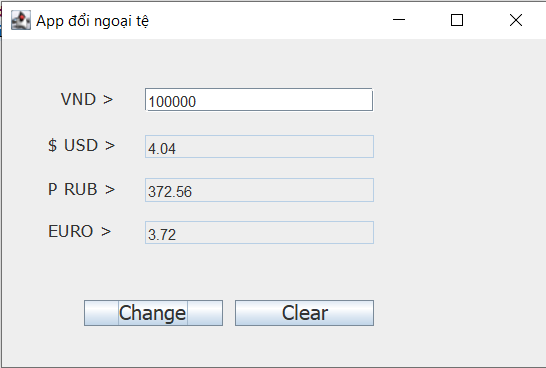 App đổi ngoại tệ
VND > 100000
$ USD > 4.04
P RUB > 372.56
EURO > 3.72
Change Clear